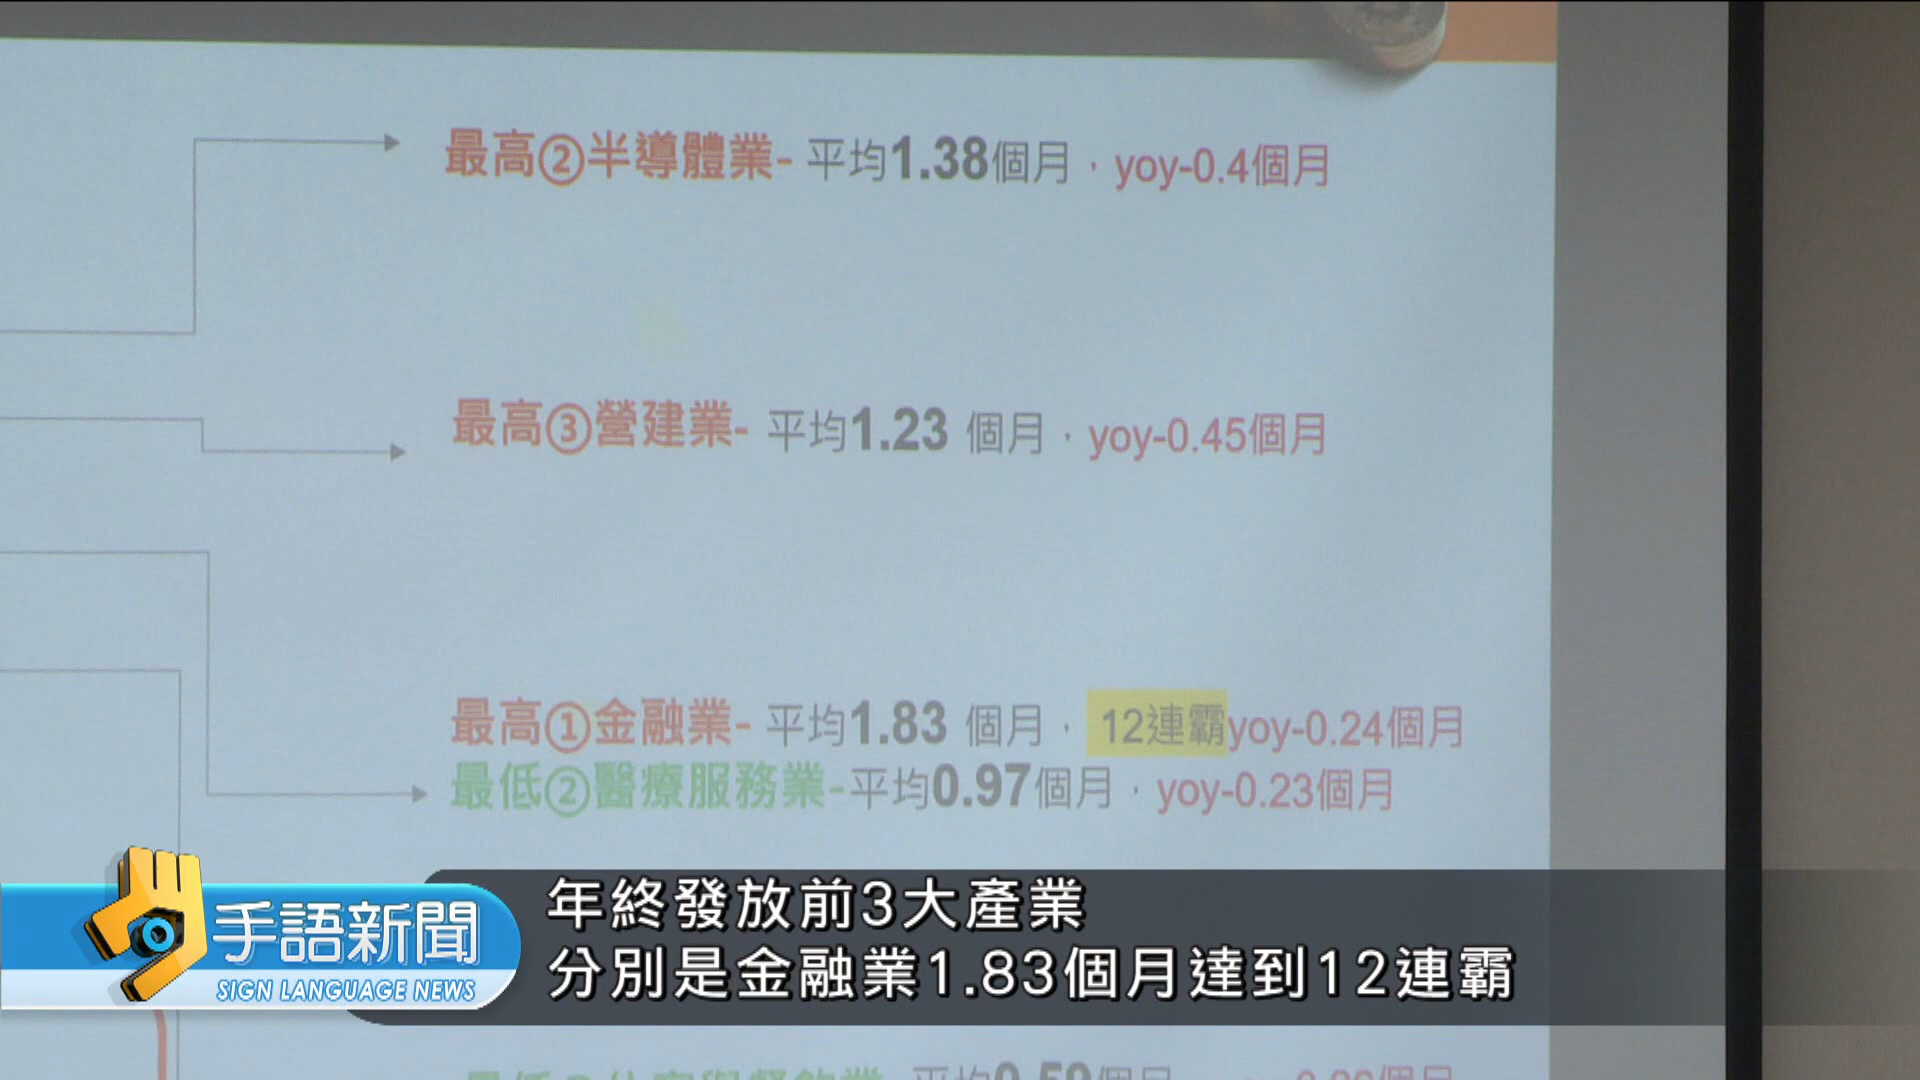 最高②半導體業- 平均1.38個月，yoy-0.4個月
最高③營建業- 平均1.23 個月，yoy-0.45個月
最高①金融業- 平均1.83 個月， 12連霸yoy-0.24個月
最低②醫療服務業-平均0.97個月，yoy-0.23個月
年終發放前3大產業
分別是金融業1.83個月達到12連霸
手語新聞
SIGN LANGUAGE NEWS